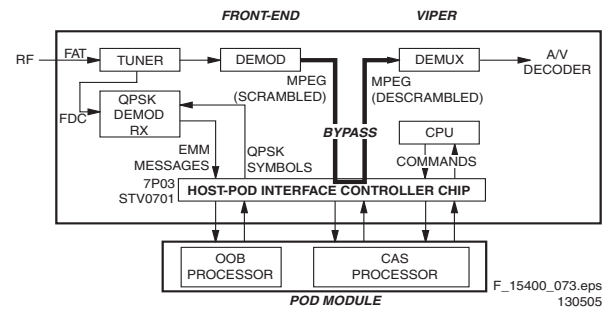 FRONT-END
VIPER
RF
FAT
TUNER
DEMOD
DEMUX
A/V
DECODER
MPEG
(SCRAMBLED)
MPEG
(DESCRAMBLED)
FDC
QPSK
DEMOD
RX
BYPASS
CPU
EMM
MESSAGES
QPSK
SYMBOLS
COMMANDS
7P03
STV0701
HOST-POD INTERFACE CONTROLLER CHIP
OOB
PROCESSOR
CAS
PROCESSOR
POD MODULE
F_15400_073.eps
130505